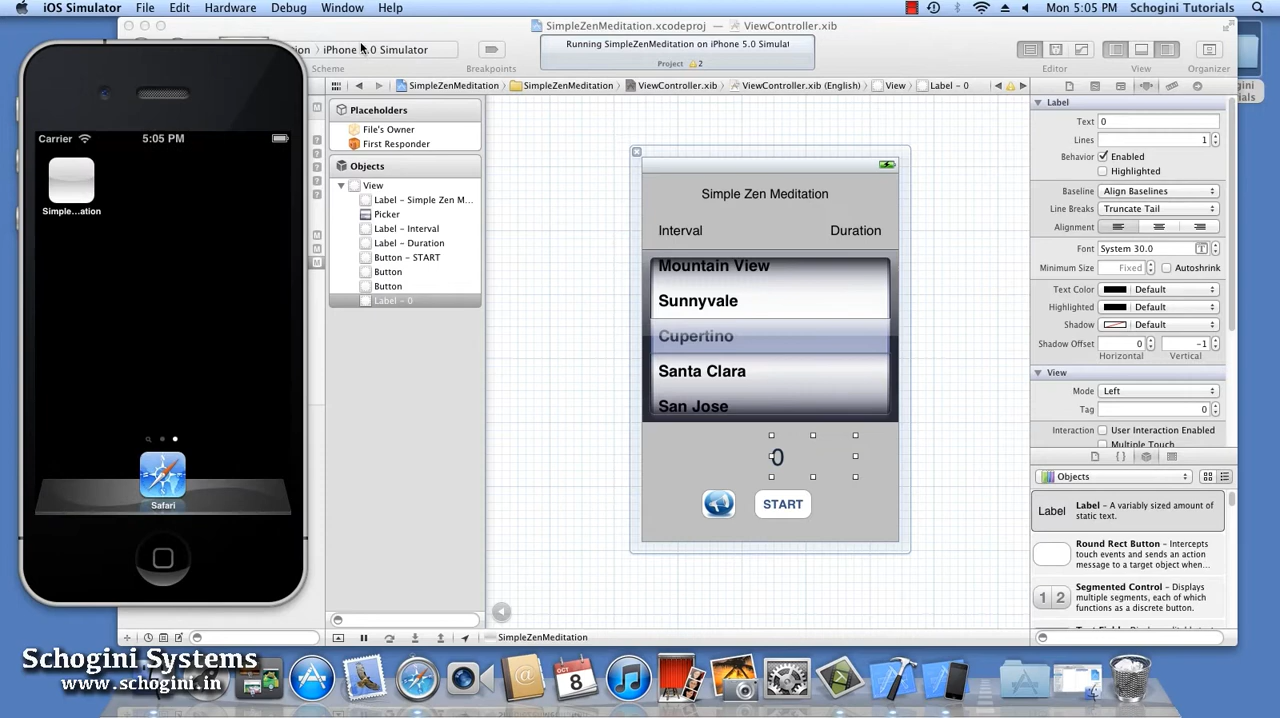 iOS Simulator File Edit Hardware Debug Window Help
Mon 5:05 PM Schogini Tutorials
SimpleZenMeditation.xcodeproj — ViewController.xib
iPhone 5.0 Simulator
Running SimpleZenMeditation on iPhone 5.0 Simulat
Project 2
Scheme
Breakpoints
Editor
View
Organizer
SimpleZenMeditation
SimpleZenMeditation
ViewController.xib
ViewController.xib (English)
View
Label - 0
Carrier
5:05 PM
Simple...ation
Safari
Placeholders
File's Owner
First Responder
Objects
View
Label - Simple Zen M...
Picker
Label - Interval
Label - Duration
Button - START
Button
Button
Label - 0
Simple Zen Meditation
Interval
Duration
Mountain View
Sunnyvale
Cupertino
Santa Clara
San Jose
0
START
Label
Text 0
Lines 1
Behavior Enabled
Highlighted
Baseline Align Baselines
Line Breaks Truncate Tail
Alignment
Font System 30.0
Minimum Size Fixed Autoshrink
Text Color Default
Highlighted Default
Shadow Default
Shadow Offset 0 -1
Horizontal Vertical
View
Mode Left
Tag 0
Interaction User Interaction Enabled
Multiple Touch
Objects
Label
Label - A variably sized amount of
static text.
Round Rect Button - Intercepts
touch events and sends an action
message to a target object when...
1 2
Segmented Control - Displays
multiple segments, each of which
functions as a discrete button.
SimpleZenMeditation
Schogini Systems
www.schogini.in
OCT
8